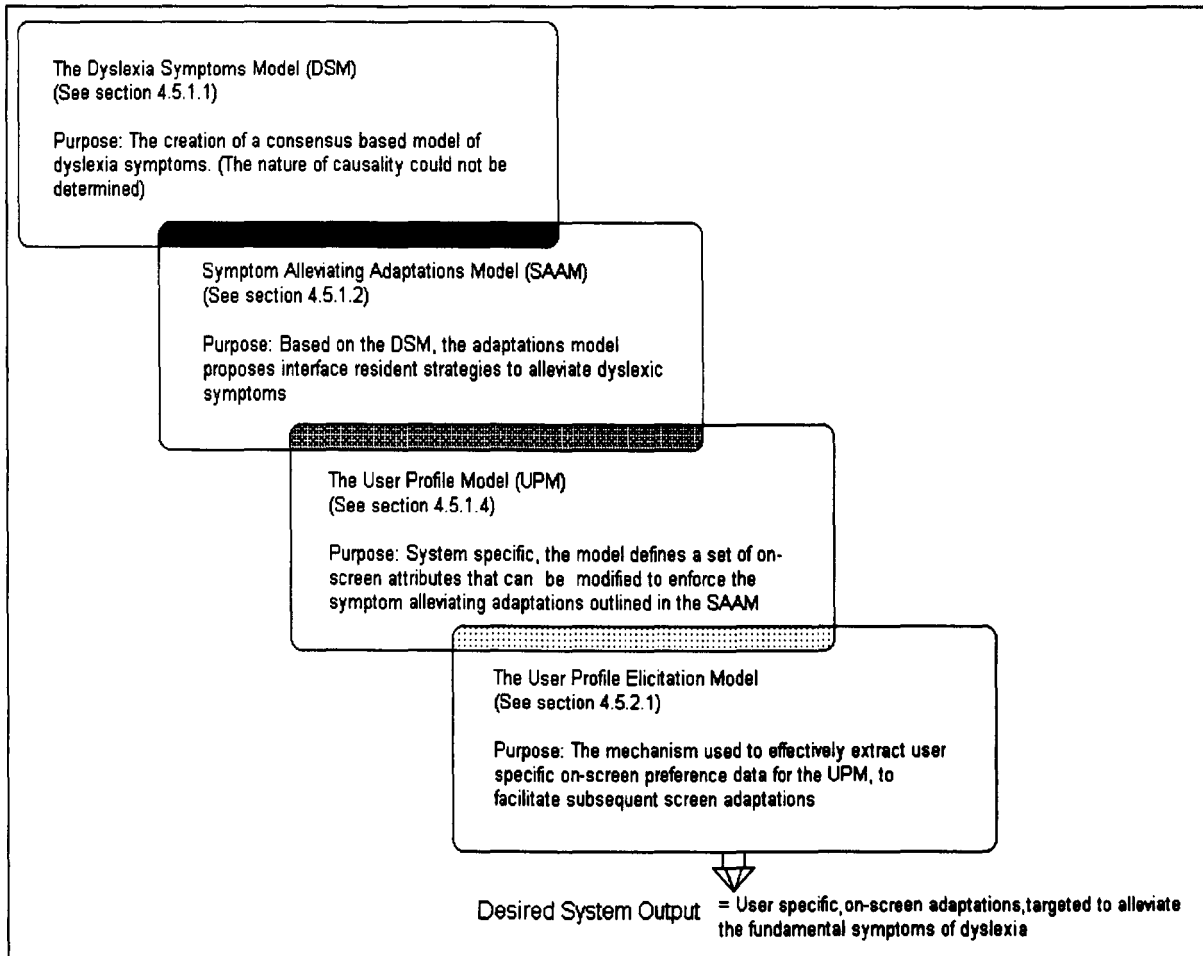 The Dyslexia Symptoms Model (DSM)
(See section 4.5.1.1)
Purpose: The creation of a consensus based model of
dyslexia symptoms. (The nature of causality could not be
determined)
Symptom Alleviating Adaptations Model (SAAM)
(See section 4.5.1.2)
Purpose: Based on the DSM, the adaptations model
proposes interface resident strategies to alleviate dyslexic
symptoms
The User Profile Model (UPM)
(See section 4.5.1.4)
Purpose: System specific, the model defines a set of on-
screen attributes that can be modified to enforce the
symptom alleviating adaptations outlined in the SAAM
The User Profile Elicitation Model
(See section 4.5.2.1)
Purpose: The mechanism used to effectively extract user
specific on-screen preference data for the UPM, to
facilitate subsequent screen adaptations
Desired System Output = User specific,on-screen adaptations,targeted to alleviate
the fundamental symptoms of dyslexia